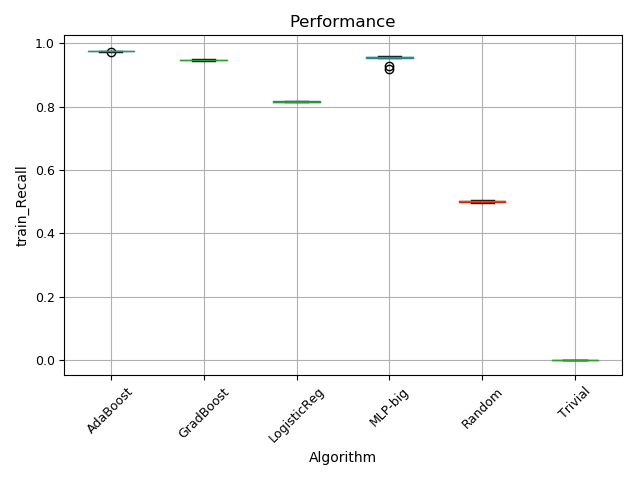 Performance
train_Recall
1.0
0.8
0.6
0.4
0.2
0.0
AdaBoost
GradBoost
LogisticReg
MLP-big
Random
Trivial
Algorithm